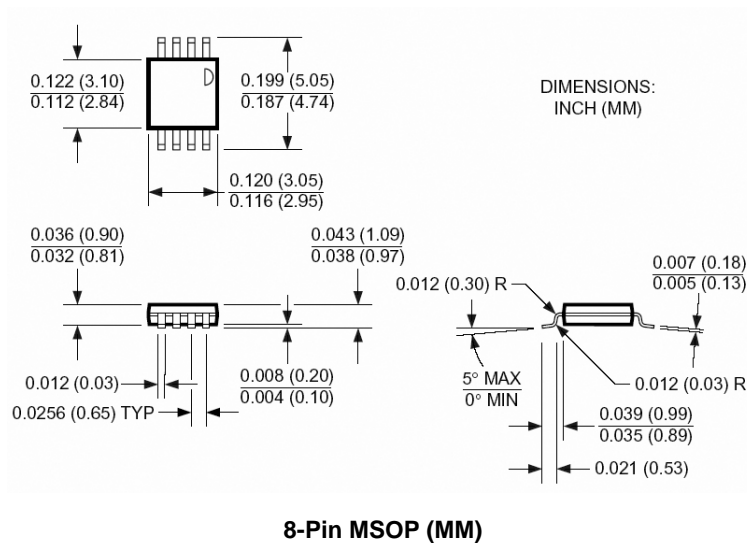 0.122 (3.10)
0.112 (2.84)
0.199 (5.05)
0.187 (4.74)
DIMENSIONS:
INCH (MM)
0.120 (3.05)
0.116 (2.95)
0.036 (0.90)
0.032 (0.81)
0.043 (1.09)
0.038 (0.97)
0.007 (0.18)
0.005 (0.13)
0.012 (0.30) R
0.012 (0.03)
0.008 (0.20)
0.004 (0.10)
5° MAX
0° MIN
0.012 (0.03) R
0.0256 (0.65) TYP
0.039 (0.99)
0.035 (0.89)
0.021 (0.53)
8-Pin MSOP (MM)